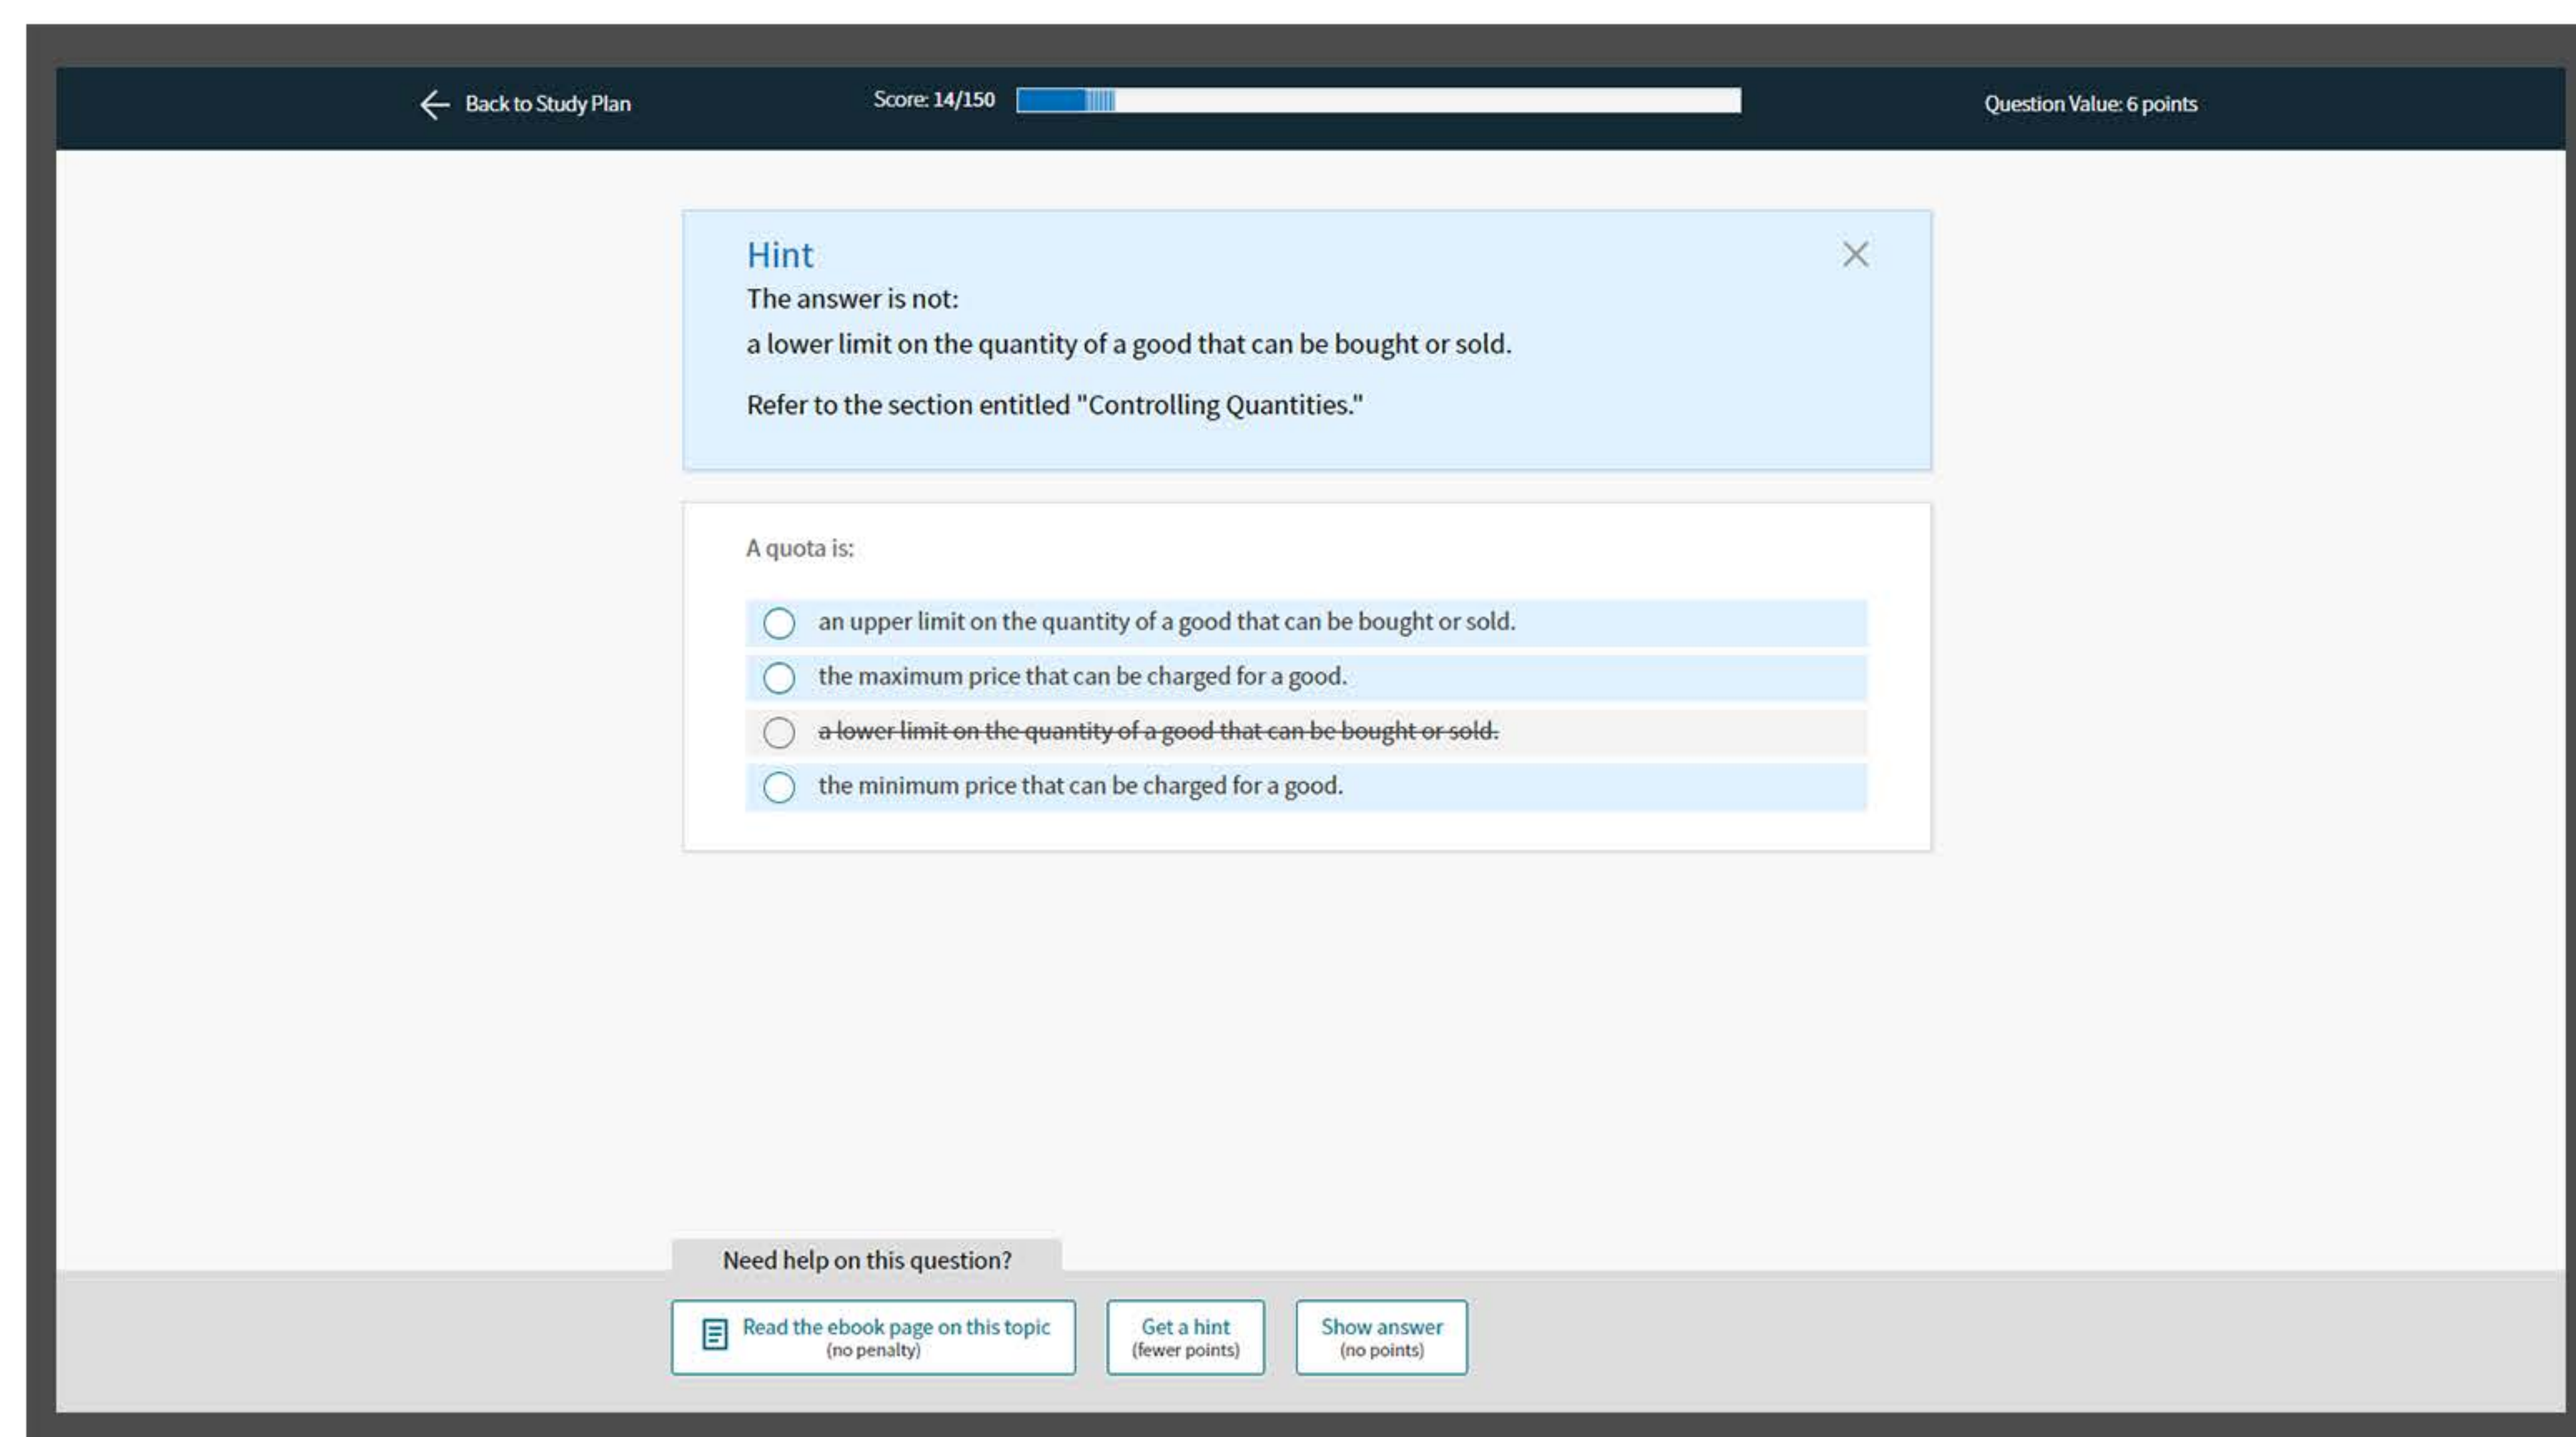 Back to Study Plan
Score: 14/150
Question Value: 6 points
Hint
The answer is not:
a lower limit on the quantity of a good that can be bought or sold.
Refer to the section entitled "Controlling Quantities."
A quota is:
an upper limit on the quantity of a good that can be bought or sold.
the maximum price that can be charged for a good.
a lower limit on the quantity of a good that can be bought or sold.
the minimum price that can be charged for a good.
Need help on this question?
Read the ebook page on this topic
(no penalty)
Get a hint
(fewer points)
Show answer
(no points)